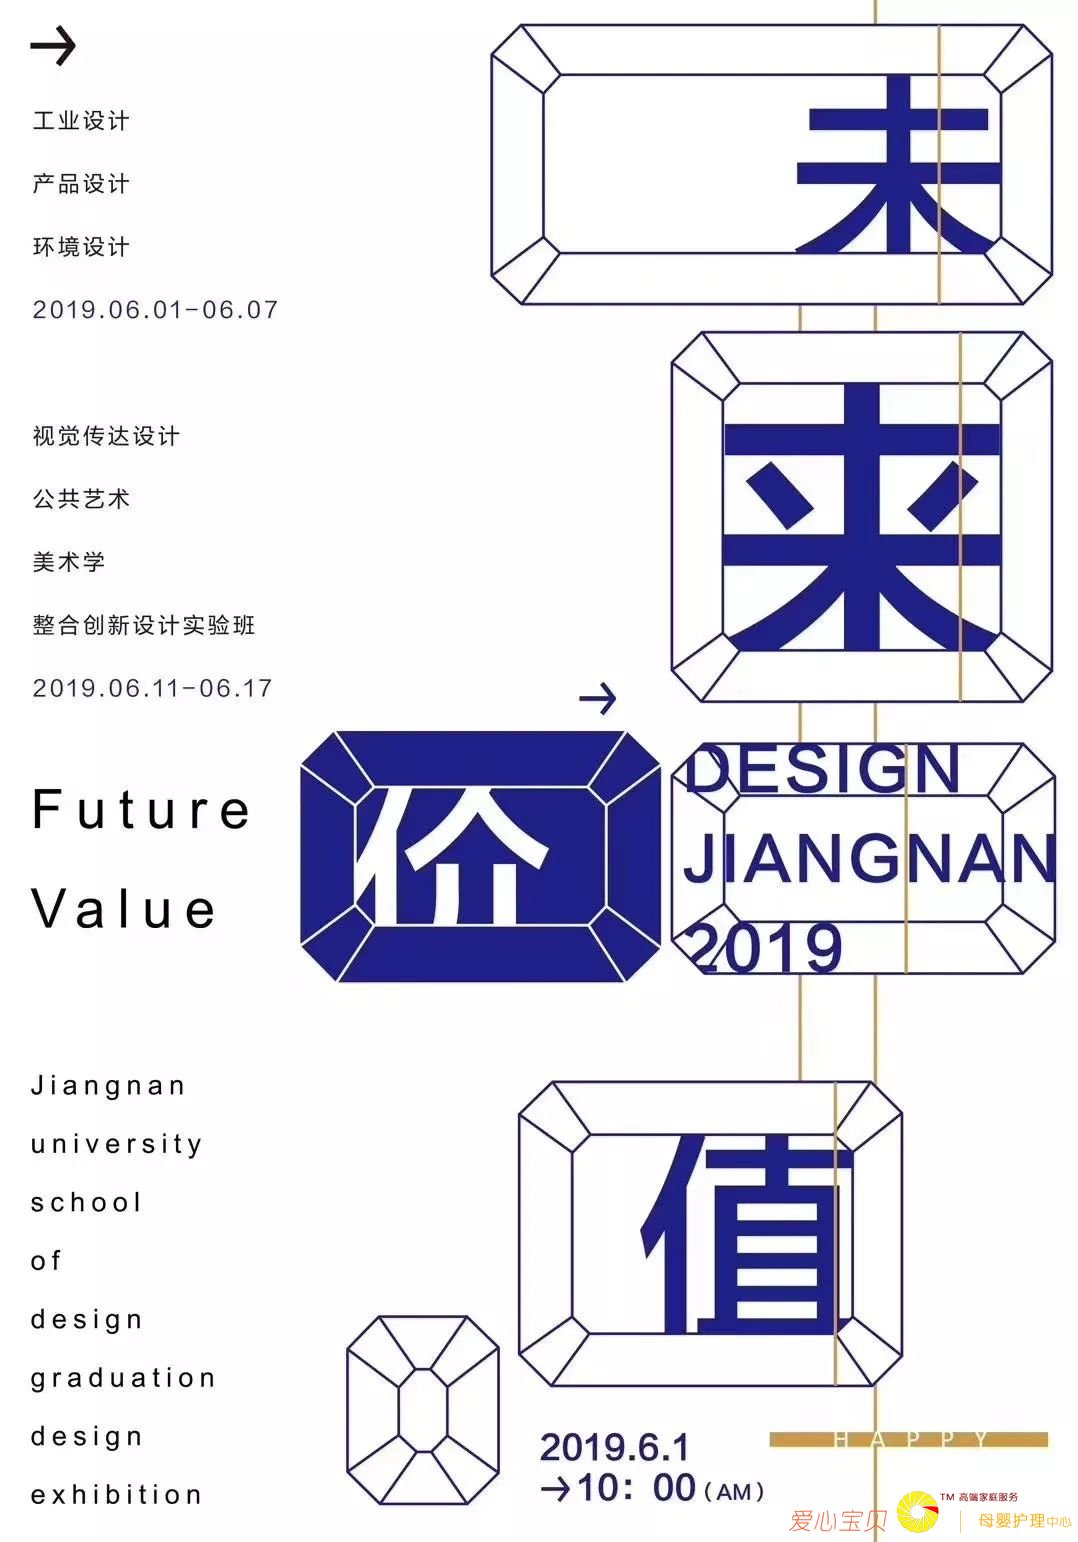 工业设计
产品设计
环境设计
2019.06.01-06.07
视觉传达设计
公共艺术
美术学
整合创新设计实验班
2019.06.11-06.17
未
来
价
值
DESIGN
JIANGNAN
2019
Future
Value
Jiangnan
university
school
of
design
graduation
design
exhibition
2019.6.1
→10：00（AM）
HAPPY
爱心宝贝
TM 高端家庭服务
母婴护理中心